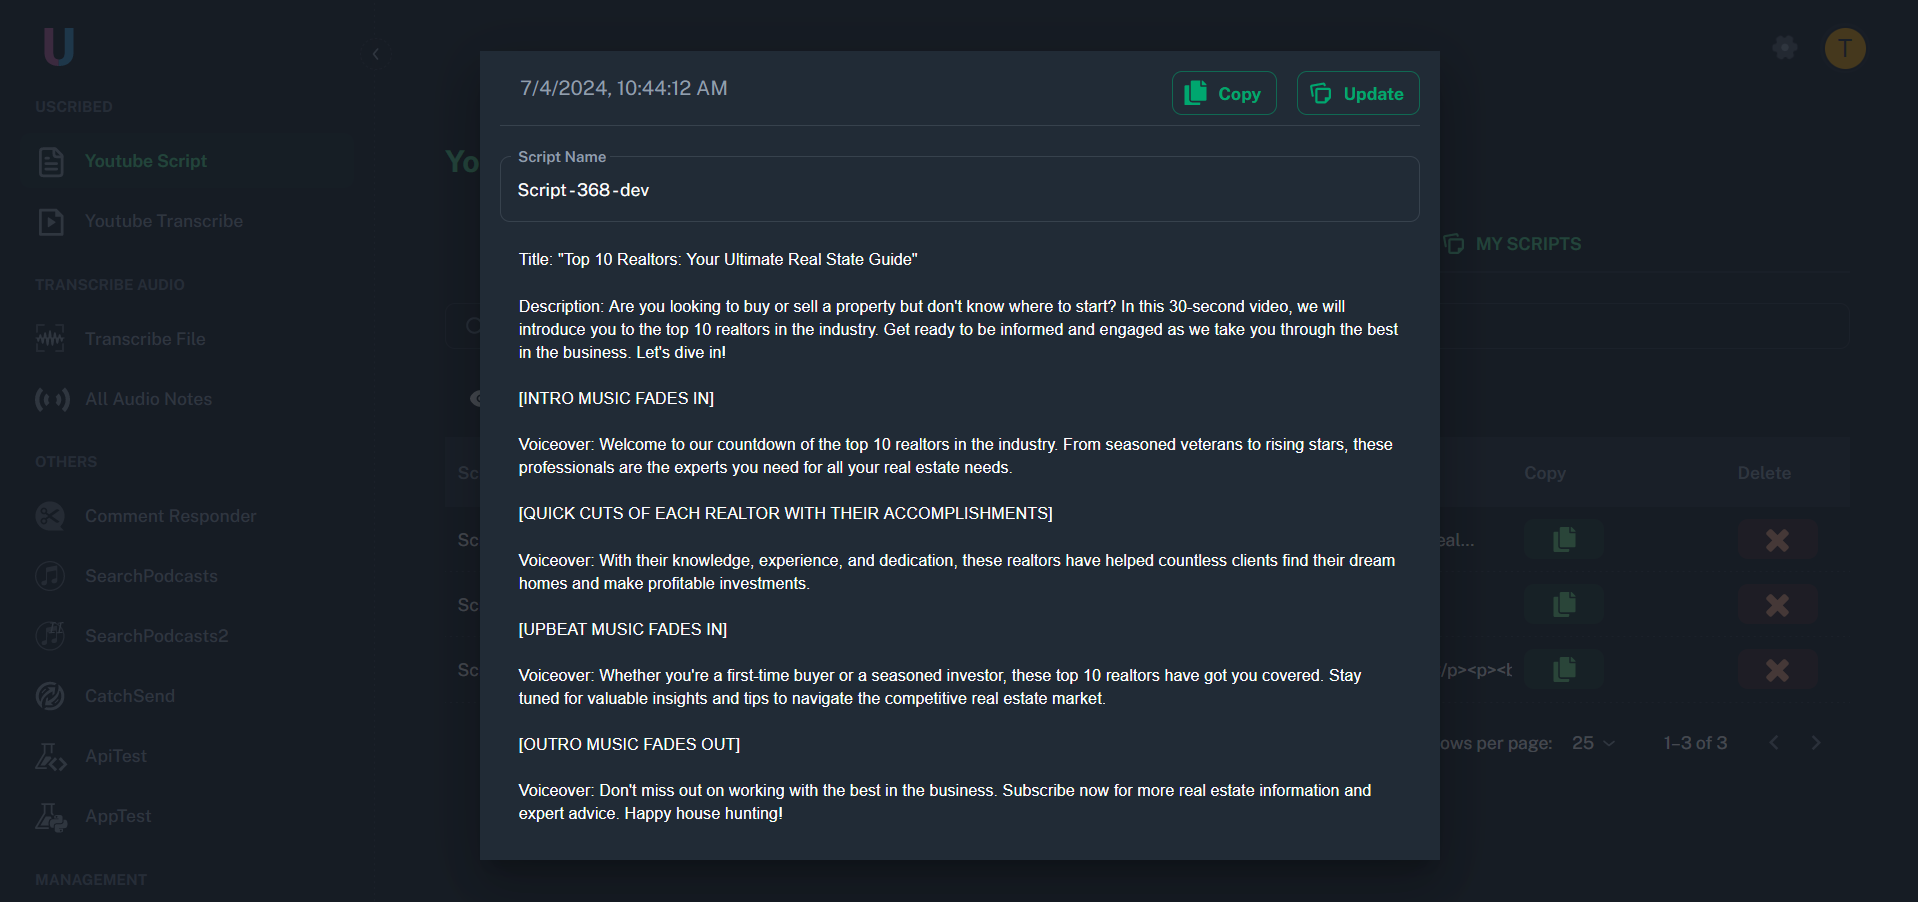 U
T
USCRIBED
Youtube Script
Youtube Transcribe
TRANSCRIBE AUDIO
Transcribe File
All Audio Notes
OTHERS
Comment Responder
SearchPodcasts
SearchPodcasts2
CatchSend
ApiTest
AppTest
MANAGEMENT
Yo
7/4/2024, 10:44:12 AM
Copy
Update
Script Name
Script-368-dev
Title: "Top 10 Realtors: Your Ultimate Real State Guide"
Description: Are you looking to buy or sell a property but don't know where to start? In this 30-second video, we will
introduce you to the top 10 realtors in the industry. Get ready to be informed and engaged as we take you through the best
in the business. Let's dive in!
[INTRO MUSIC FADES IN]
Voiceover: Welcome to our countdown of the top 10 realtors in the industry. From seasoned veterans to rising stars, these
professionals are the experts you need for all your real estate needs.
[QUICK CUTS OF EACH REALTOR WITH THEIR ACCOMPLISHMENTS]
Voiceover: With their knowledge, experience, and dedication, these realtors have helped countless clients find their dream
homes and make profitable investments.
[UPBEAT MUSIC FADES IN]
Voiceover: Whether you're a first-time buyer or a seasoned investor, these top 10 realtors have got you covered. Stay
tuned for valuable insights and tips to navigate the competitive real estate market.
[OUTRO MUSIC FADES OUT]
Voiceover: Don't miss out on working with the best in the business. Subscribe now for more real estate information and
expert advice. Happy house hunting!
MY SCRIPTS
Sc Copy Delete
Sc eal...
Sc
Sc /p><p><b
ows per page: 25 1–3 of 3